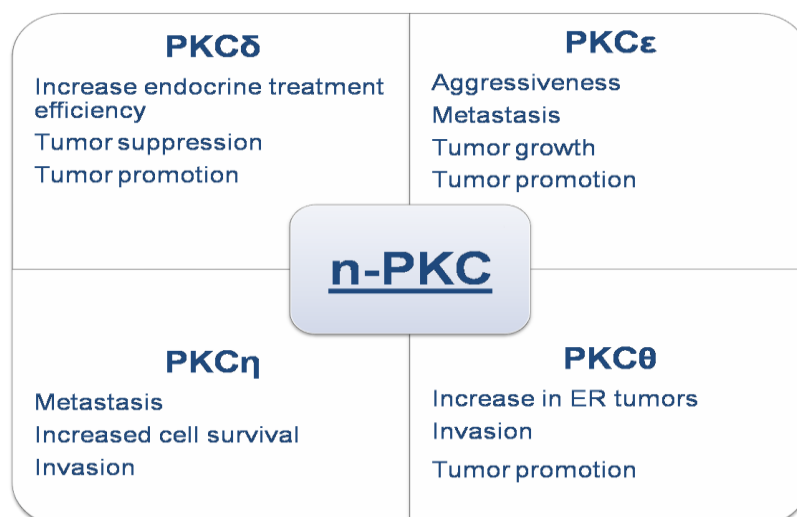 PKCδ
Increase endocrine treatment
efficiency
Tumor suppression
Tumor promotion
PKCε
Aggressiveness
Metastasis
Tumor growth
Tumor promotion
n-PKC
PKCη
Metastasis
Increased cell survival
Invasion
PKCθ
Increase in ER tumors
Invasion
Tumor promotion